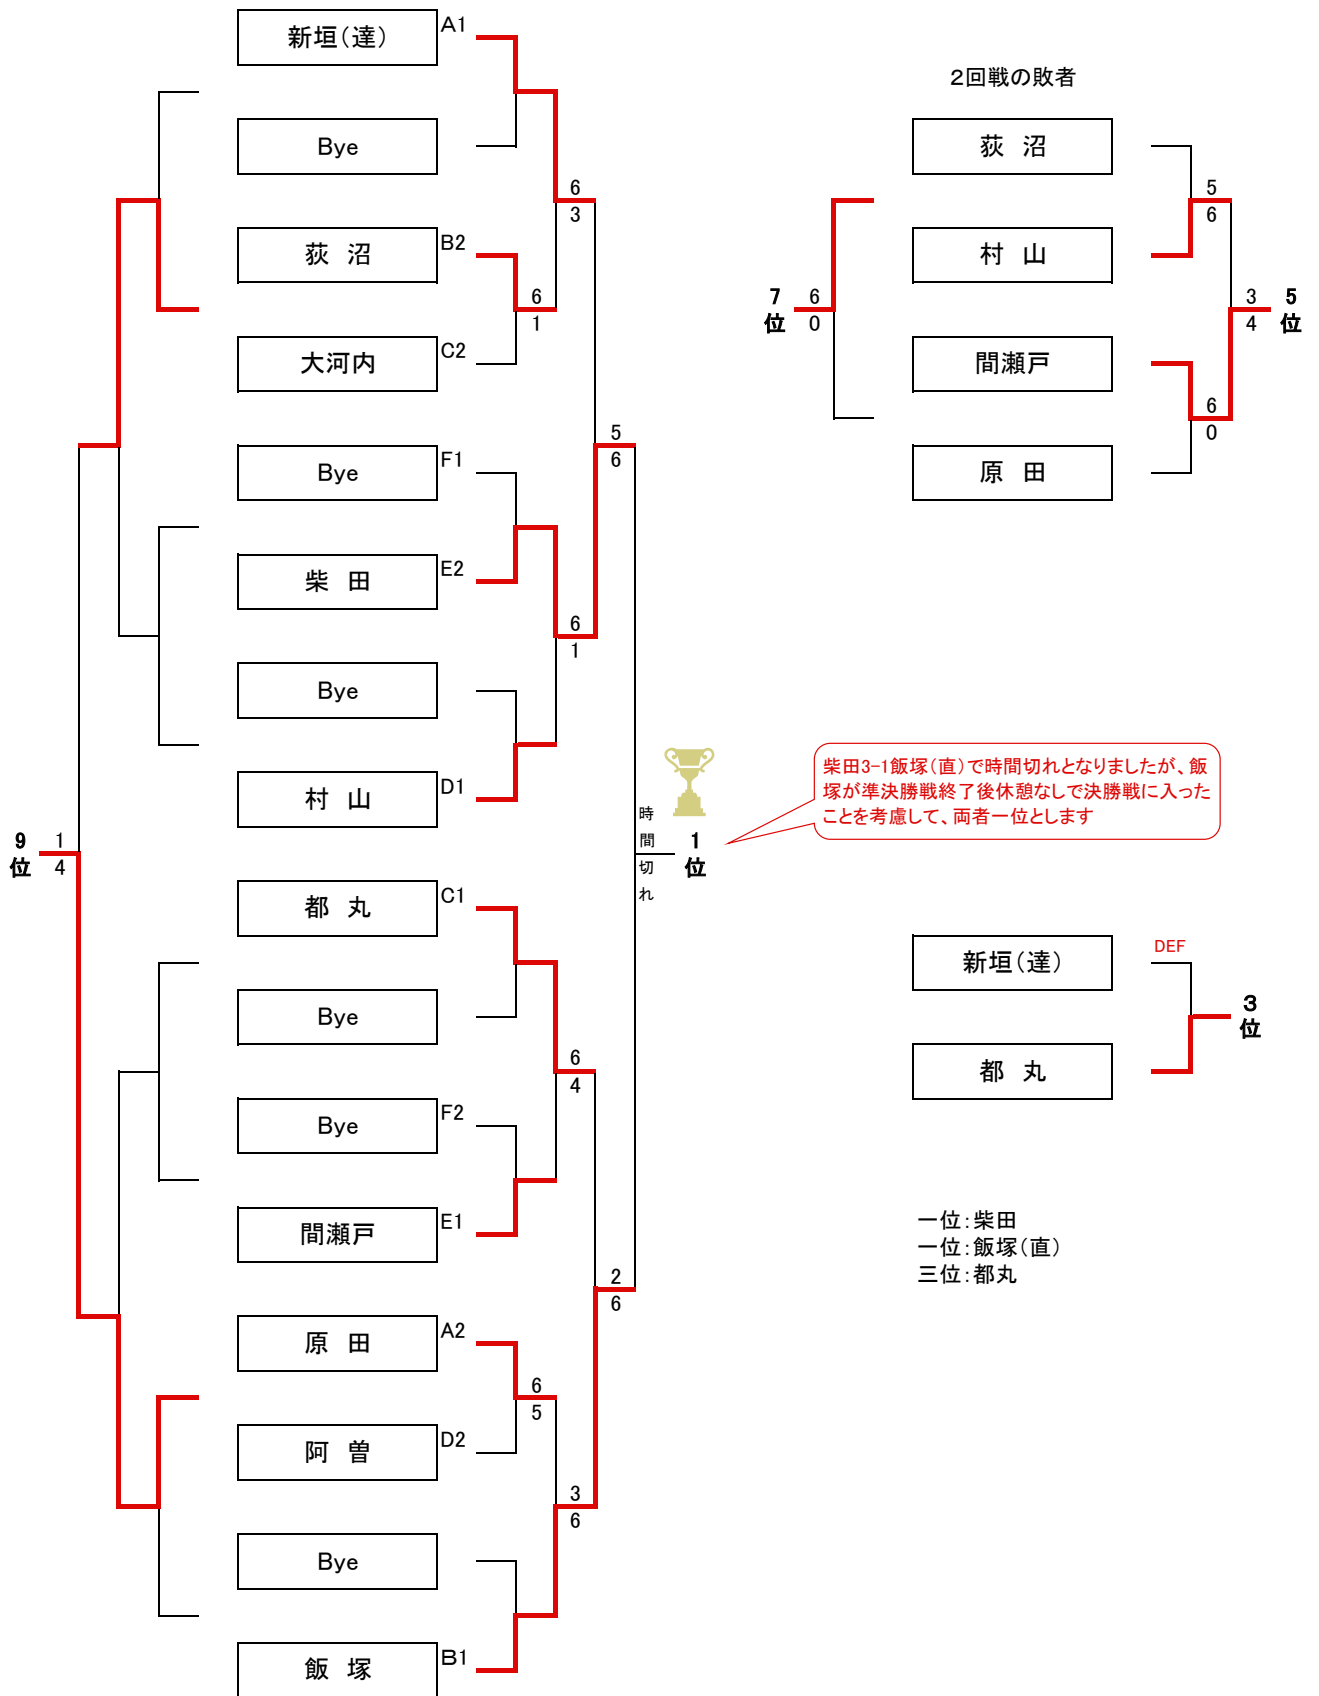 新垣（達）
A1
Bye
6
3
荻　沼
B2
6
1
大河内
C2
Bye
F1
5
6
柴　田
E2
6
1
Bye
村　山
D1
9
位
1
4
時
間
切
れ
1
位
柴田3-1飯塚（直）で時間切れとなりましたが、飯
塚が準決勝戦終了後休憩なしで決勝戦に入った
ことを考慮して、両者一位とします
都　丸
C1
Bye
6
4
Bye
F2
間瀬戸
E1
2
6
原　田
A2
6
5
阿　曽
D2
3
6
Bye
飯　塚
B1
２回戦の敗者
荻　沼
5
6
村　山
7
位
6
0
3
4
5
位
間瀬戸
6
0
原　田
新垣（達）
DEF
3
位
都　丸
一位：柴田
一位：飯塚（直）
三位：都丸